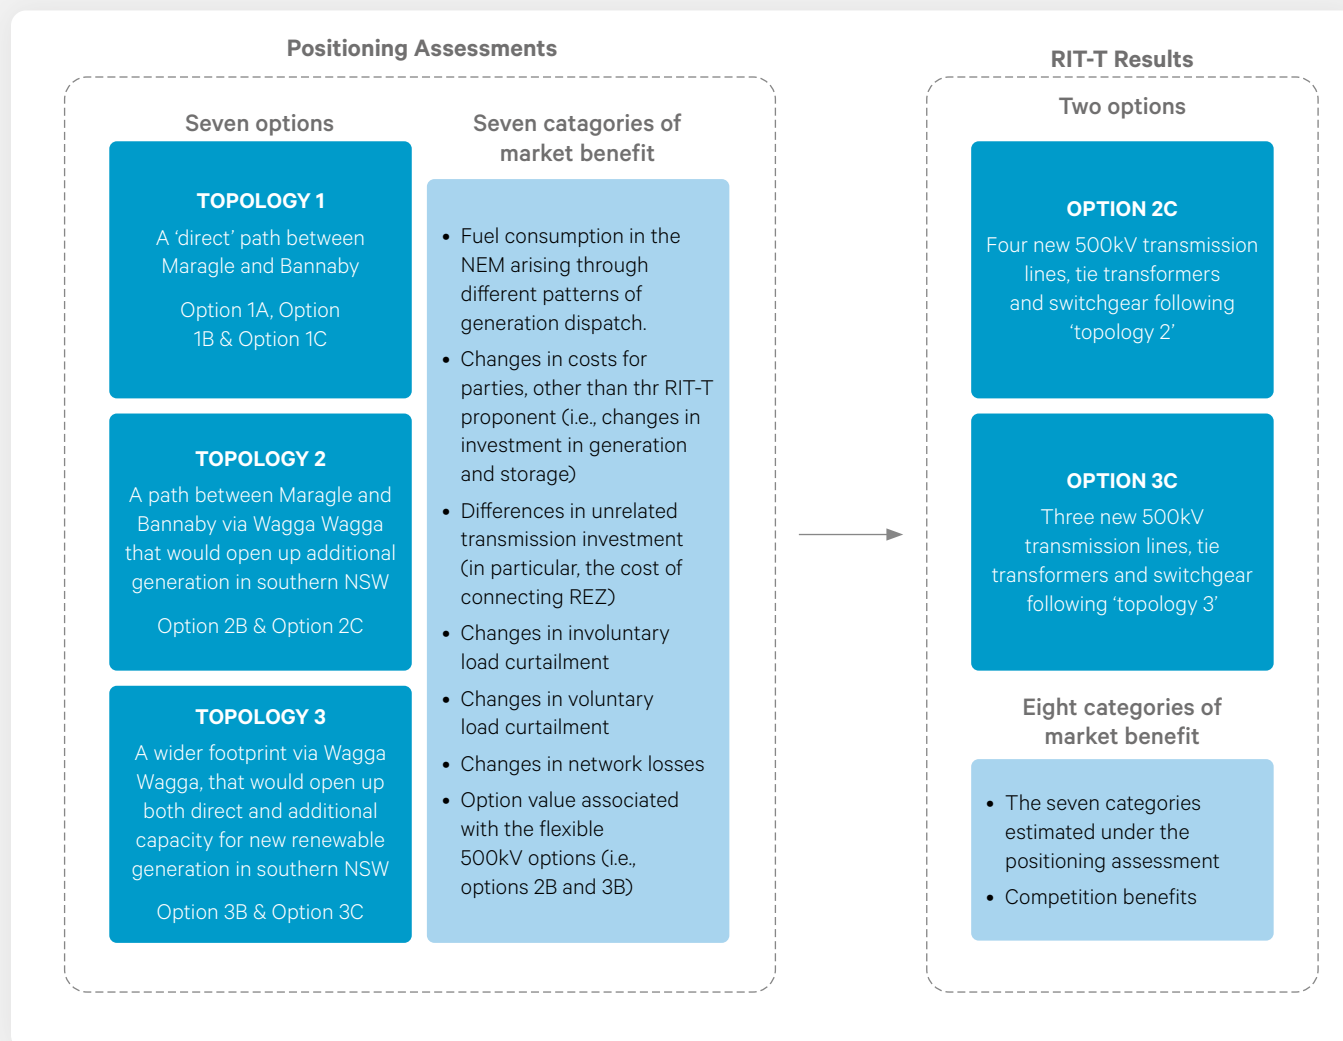 Positioning Assessments
Seven options
TOPOLOGY 1
A ‘direct’ path between
Maragle and Bannaby
Option 1A, Option
1B & Option 1C
TOPOLOGY 2
A path between Maragle and
Bannaby via Wagga Wagga
that would open up additional
generation in southern NSW
Option 2B & Option 2C
TOPOLOGY 3
A wider footprint via Wagga
Wagga, that would open up
both direct and additional
capacity for new renewable
generation in southern NSW
Option 3B & Option 3C
Seven catagories of
market benefit
• Fuel consumption in the
NEM arising through
different patterns of
generation dispatch.
• Changes in costs for
parties, other than thr RIT-T
proponent (i.e., changes in
investment in generation
and storage)
• Differences in unrelated
transmission investment
(in particular, the cost of
connecting REZ)
• Changes in involuntary
load curtailment
• Changes in voluntary
load curtailment
• Changes in network losses
• Option value associated
with the flexible
500kV options (i.e.,
options 2B and 3B)
RIT-T Results
Two options
OPTION 2C
Four new 500kV transmission
lines, tie transformers
and switchgear following
‘topology 2’
OPTION 3C
Three new 500kV
transmission lines, tie
transformers and switchgear
following ‘topology 3’
Eight categories of
market benefit
• The seven categories
estimated under the
positioning assessment
• Competition benefits